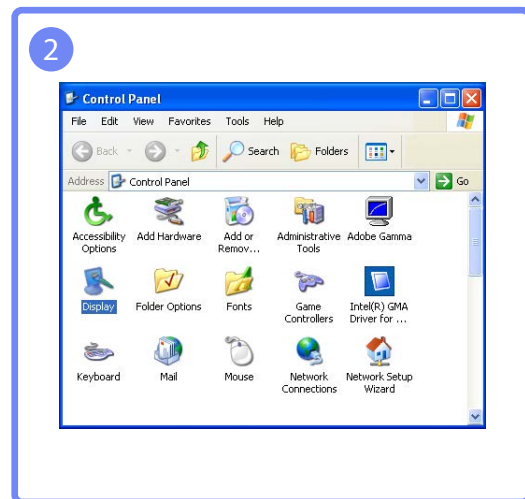 2
Control Panel
File Edit View Favorites Tools Help
Back Search Folders
Address Control Panel Go
Accessibility Options Add Hardware Add or Remov... Administrative Tools Adobe Gamma
Display Folder Options Fonts Game Controllers Intel(R) GMA Driver for ...
Keyboard Mail Mouse Network Connections Network Setup Wizard